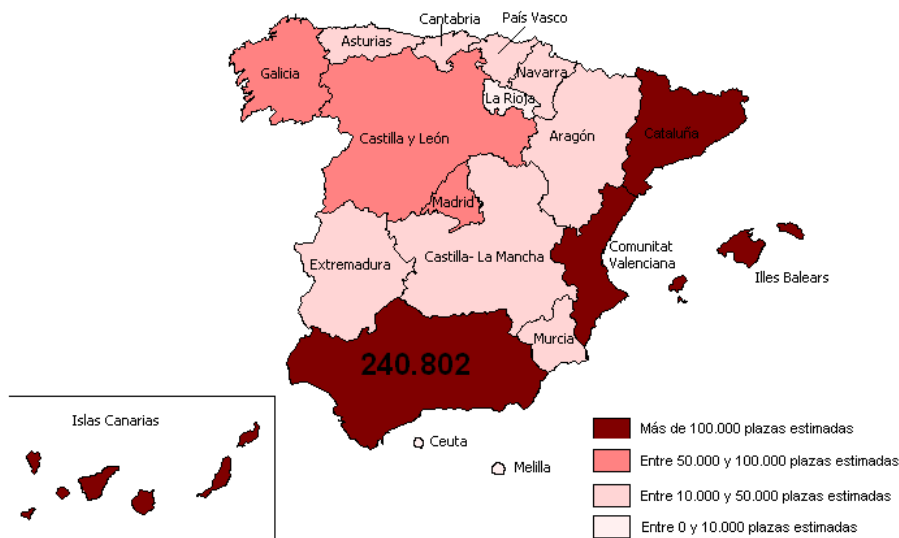 Cantabria
País Vasco
Asturias
Galicia
Navarra
La Rioja
Castilla y León
Aragón
Cataluña
Madrid
Comunitat
Valenciana
Castilla- La Mancha
Extremadura
Illes Balears
Murcia
240.802
Islas Canarias
Ceuta
Melilla
Más de 100.000 plazas estimadas
Entre 50.000 y 100.000 plazas estimadas
Entre 10.000 y 50.000 plazas estimadas
Entre 0 y 10.000 plazas estimadas